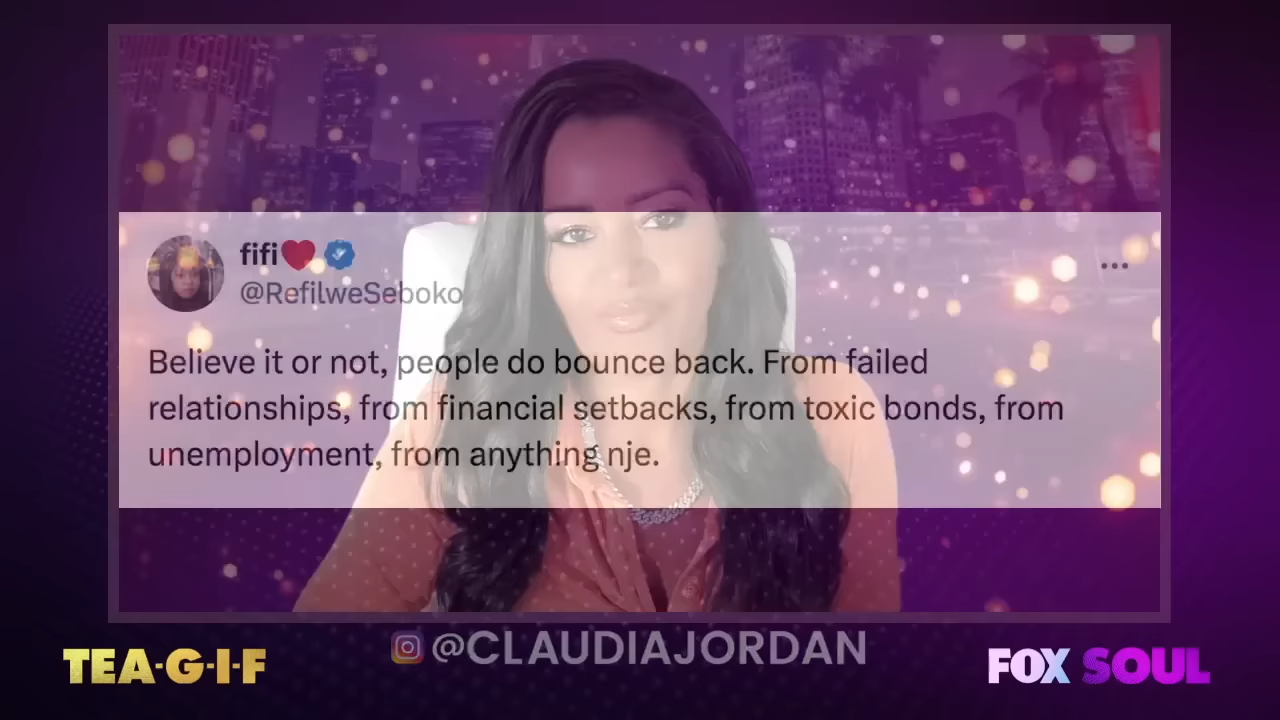 fifi❤️
@RefilweSeboko
Believe it or not, people do bounce back. From failed
relationships, from financial setbacks, from toxic bonds, from
unemployment, from anything nje.
@CLAUDIAJORDAN
TEA-G-I-F
FOX SOUL